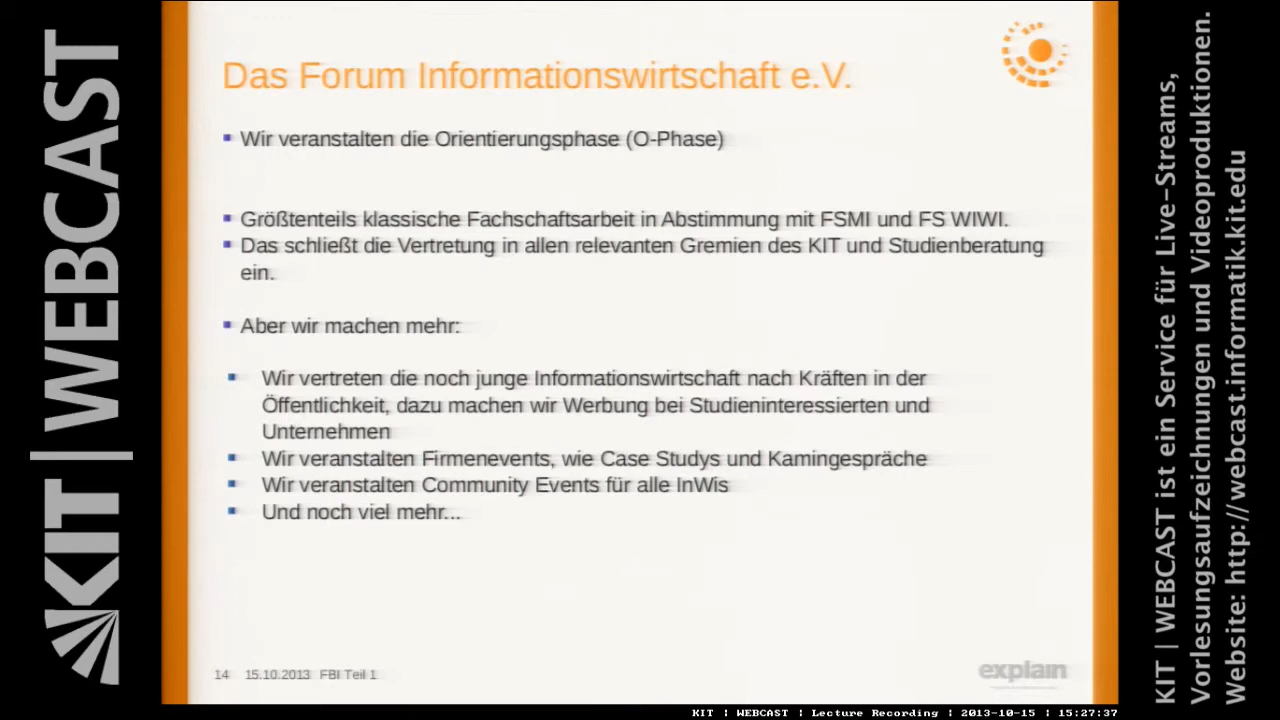 KIT | WEBCAST
Das Forum Informationswirtschaft e.V.
Wir veranstalten die Orientierungsphase (O-Phase)
Größtenteils klassische Fachschaftsarbeit in Abstimmung mit FSMI und FS WIWI.
Das schließt die Vertretung in allen relevanten Gremien des KIT und Studienberatung
ein.
Aber wir machen mehr:
Wir vertreten die noch junge Informationswirtschaft nach Kräften in der
Öffentlichkeit, dazu machen wir Werbung bei Studieninteressierten und
Unternehmen
Wir veranstalten Firmenevents, wie Case Studys und Kamingespräche
Wir veranstalten Community Events für alle InWis
Und noch viel mehr...
14 15.10.2013 FBI Teil 1
explain
KIT | WEBCAST ist ein Service für Live-Streams,
Vorlesungsaufzeichnungen und Videoproduktionen.
Website: http://webcast.informatik.kit.edu
KIT | WEBCAST | Lecture Recording | 2013-10-15 | 15:27:37